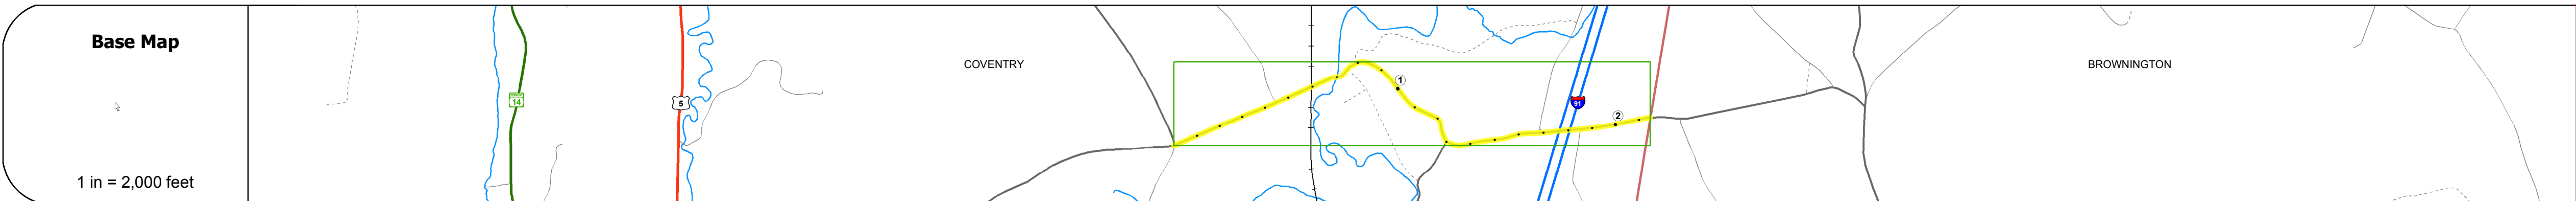 Base Map
1 in = 2,000 feet
14
5
COVENTRY
1
91
2
BROWNINGTON